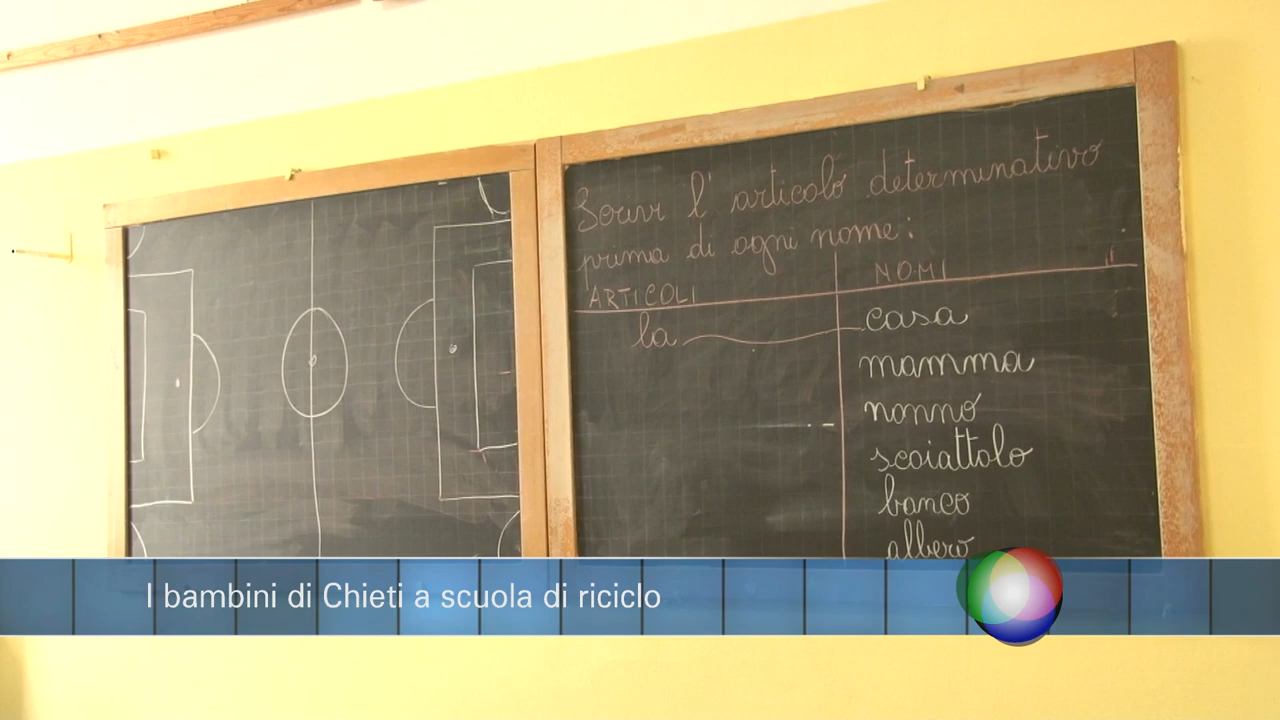 Scrivi l' articolo determinativo
prima di ogni nome:
ARTICOLI NOMI
la casa
mamma
nonno
scoiattolo
banco
albero
I bambini di Chieti a scuola di riciclo